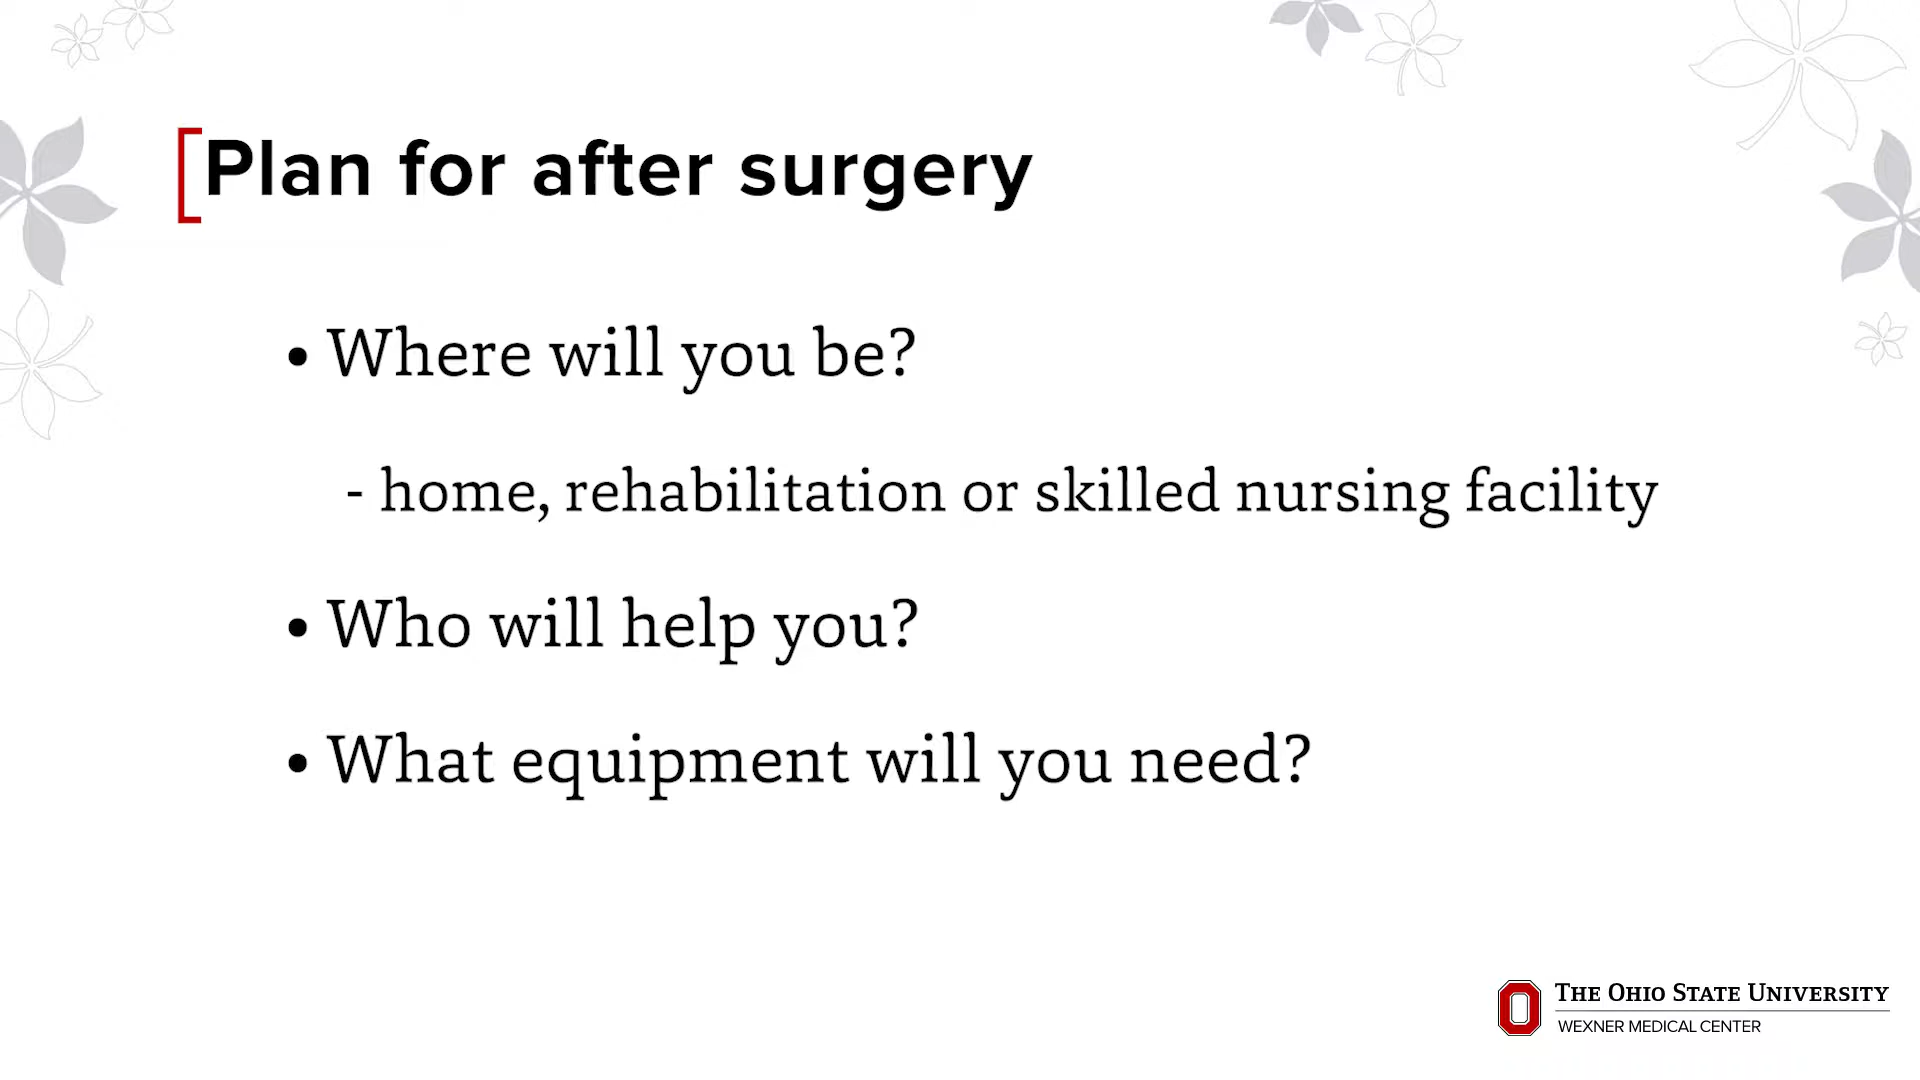 Plan for after surgery
• Where will you be?
- home, rehabilitation or skilled nursing facility
• Who will help you?
• What equipment will you need?
THE OHIO STATE UNIVERSITY
WEXNER MEDICAL CENTER